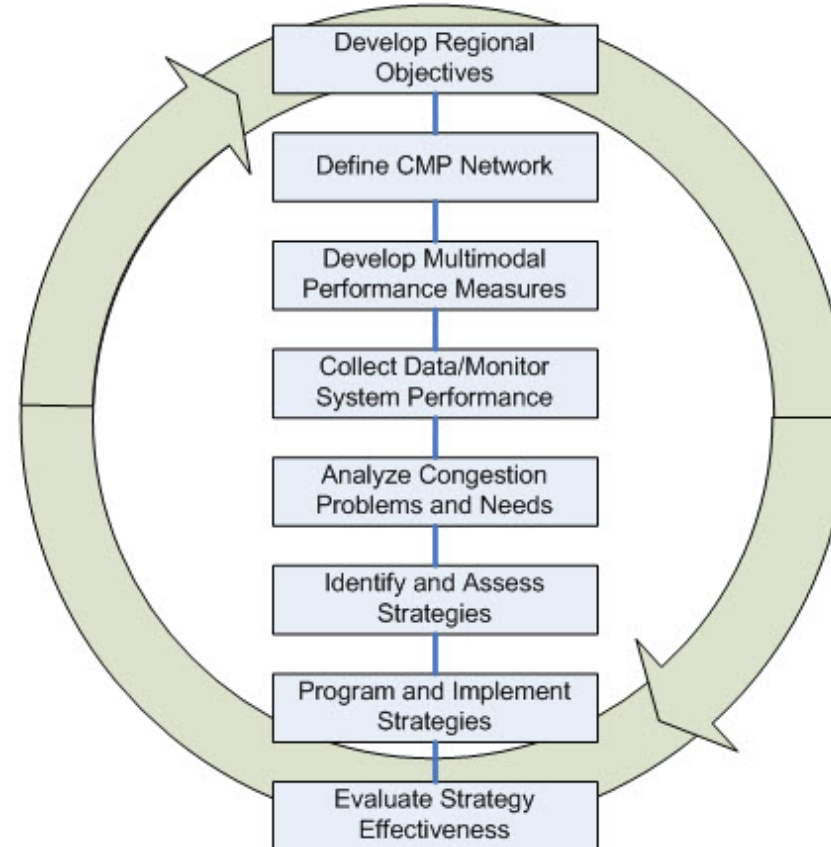 Develop Regional
Objectives
Define CMP Network
Develop Multimodal
Performance Measures
Collect Data/Monitor
System Performance
Analyze Congestion
Problems and Needs
Identify and Assess
Strategies
Program and Implement
Strategies
Evaluate Strategy
Effectiveness